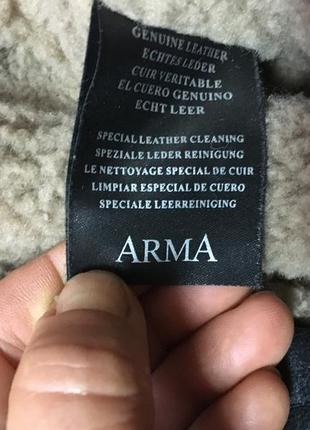 GENUINE LEATHER
ECHTES LEDER
CUIR VERITABLE
EL CUERO GENUINO
ECHT LEER
SPECIAL LEATHER CLEANING
SPEZIALE LEDER REINIGUNG
LE NETTOYAGE SPECIAL DE CUIR
LIMPIAR ESPECIAL DE CUERO
SPECIALE LEERREINIGING
ARMA